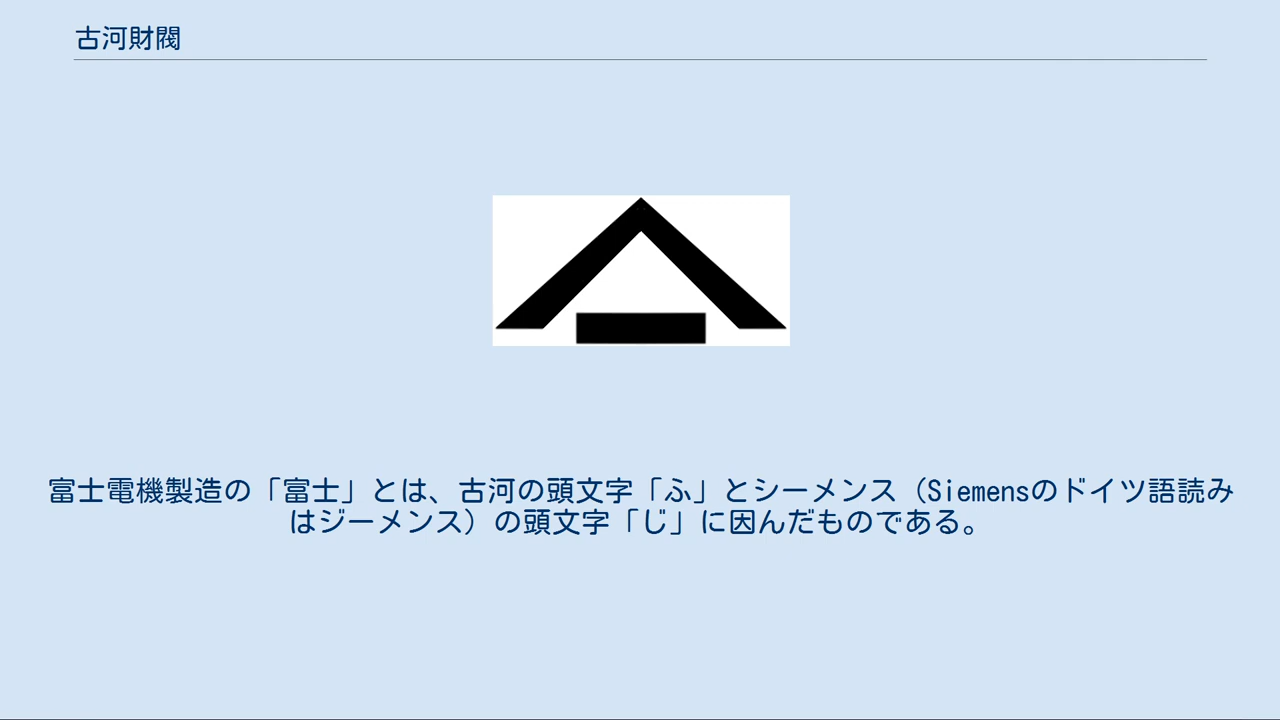 古河財閥
富士電機製造の「富士」とは、古河の頭文字「ふ」とシーメンス（Siemensのドイツ語読み
はジーメンス）の頭文字「じ」に因んだものである。